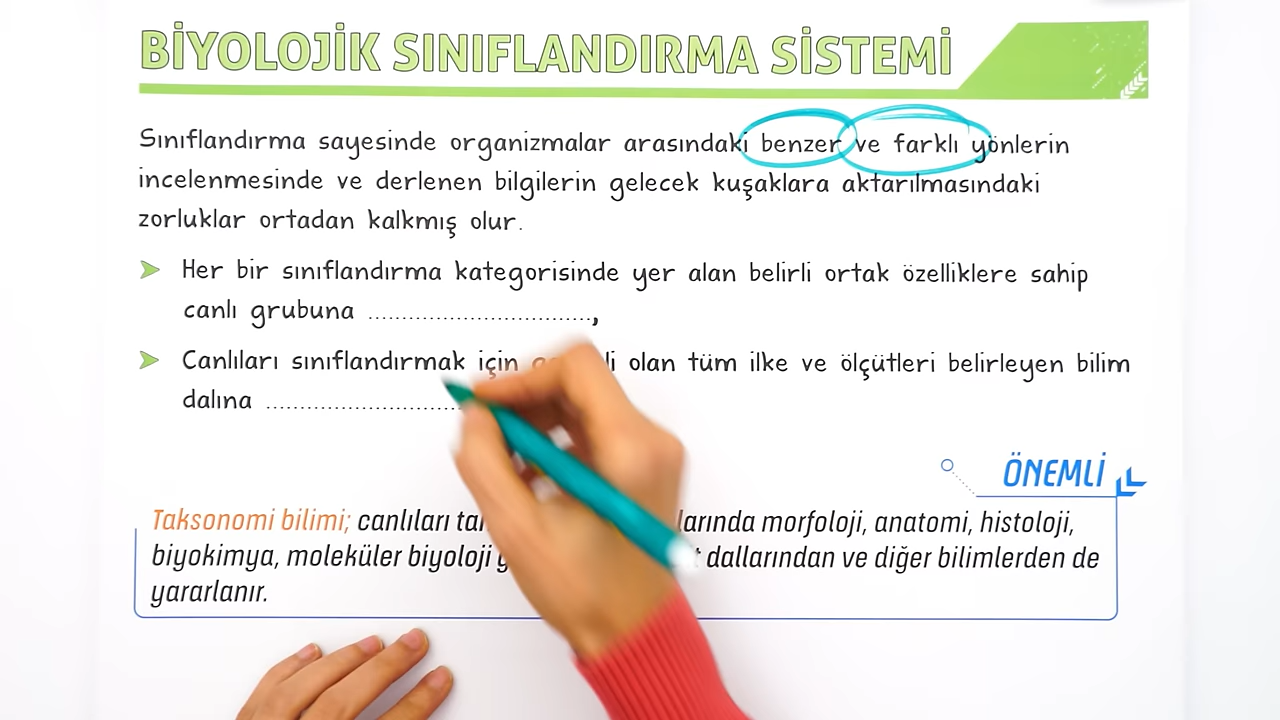 BİYOLOJİK SINIFLANDIRMA SİSTEMİ
Sınıflandırma sayesinde organizmalar arasındaki benzer ve farklı yönlerin
incelenmesinde ve derlenen bilgilerin gelecek kuşaklara aktarılmasındaki
zorluklar ortadan kalkmış olur.
Her bir sınıflandırma kategorisinde yer alan belirli ortak özelliklere sahip
canlı grubuna ................................,
Canlıları sınıflandırmak için olan tüm ilke ve ölçütleri belirleyen bilim
dalına ............................
ÖNEMLİ
Taksonomi bilimi; canlıları morfoloji, anatomi, histoloji,
biyokimya, moleküler biyoloji dallarından ve diğer bilimlerden de
yararlanır.